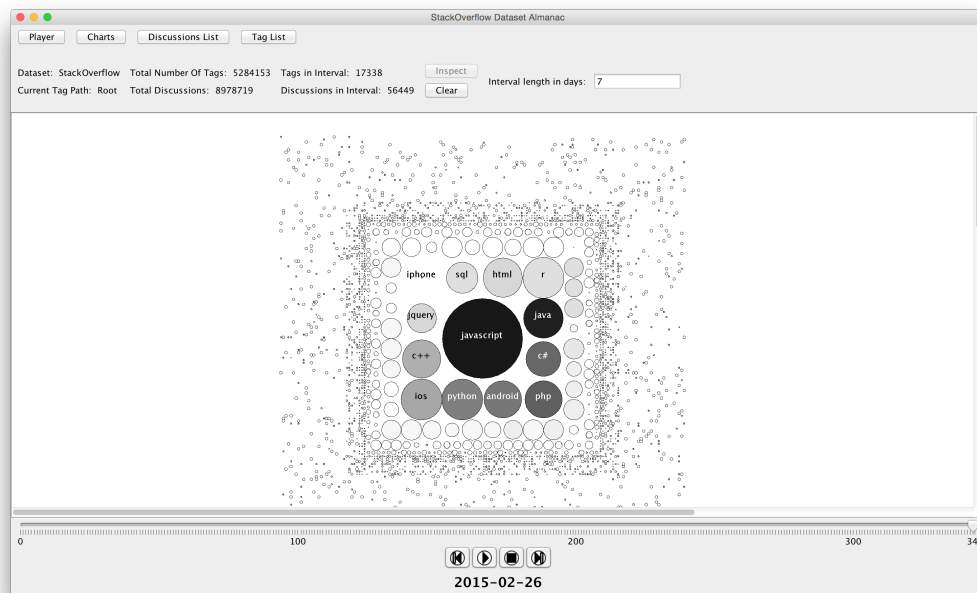 StackOverflow Dataset Almanac
Player Charts Discussions List Tag List
Dataset: StackOverflow Total Number Of Tags: 5284153 Tags in Interval: 17338 Inspect
Interval length in days: 7
Current Tag Path: Root Total Discussions: 8978719 Discussions in Interval: 56449 Clear
iphone sql html r
jquery java
javascript
c++ c#
ios python android php
0 100 200 300 34
2015-02-26